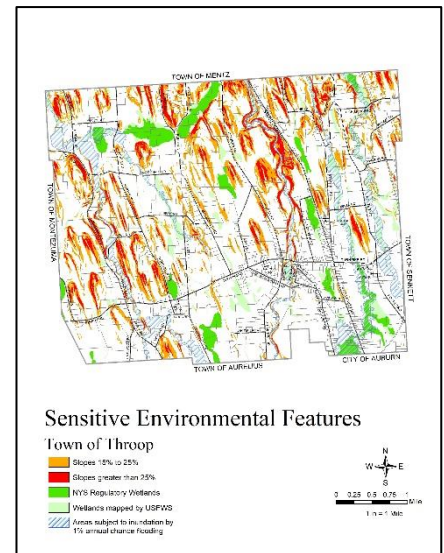 TOWN OF MENTZ
TOWN OF MONTEZUMA
TOWN OF SENNETT
CITY OF AUBURN
TOWN OF AURELIUS
Sensitive Environmental Features
Town of Throop
Slopes 15% to 25%
Slopes greater than 25%
NYS Regulatory Wetlands
Wetlands mapped by USFWS
Areas subject to inundation by
1% annual chance flooding
N
W E
S
0 0.25 0.5 0.75 1
Mile
1 in = 1 Mile